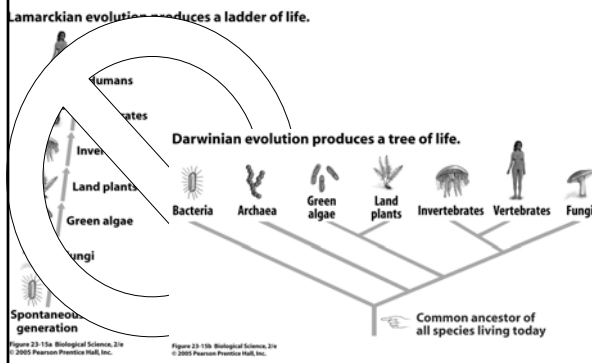 Lamarckian evolution produces a ladder of life.
Humans
Land plants
Green algae
Spontaneous
generation
Figure 23-15a Biological Science, 2/e
© 2005 Pearson Prentice Hall, Inc.
Darwinian evolution produces a tree of life.
Bacteria
Archaea
Green
algae
Land
plants
Invertebrates
Vertebrates
Fungi
Common ancestor of
all species living today
Figure 23-15b Biological Science, 2/e
© 2005 Pearson Prentice Hall, Inc.